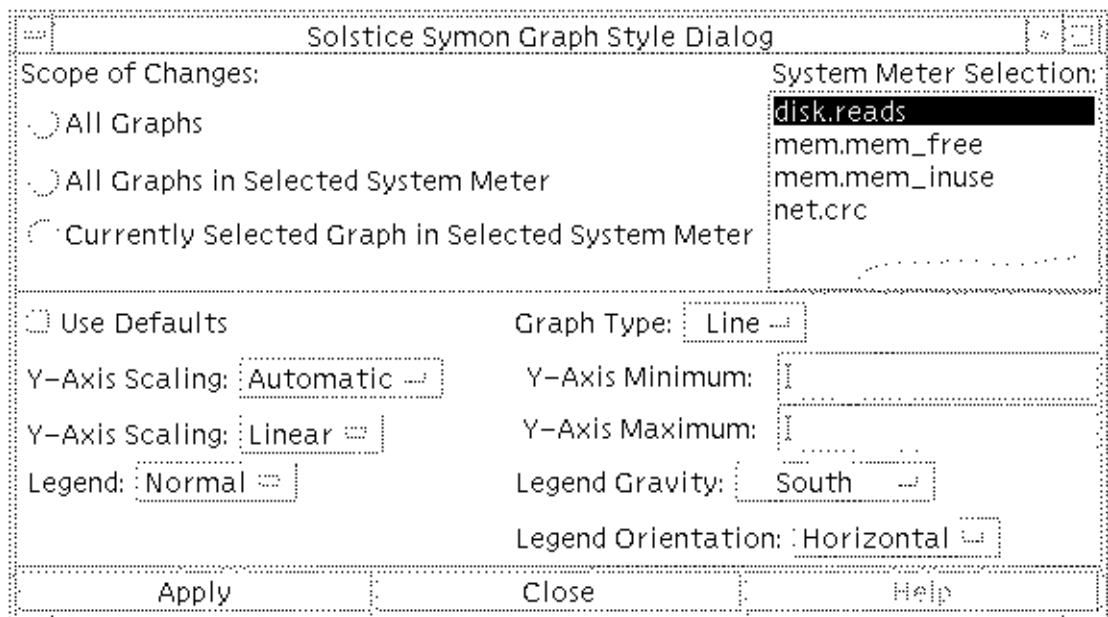 Solstice Symon Graph Style Dialog
Scope of Changes:
System Meter Selection:
All Graphs
All Graphs in Selected System Meter
Currently Selected Graph in Selected System Meter
disk.reads
mem.mem_free
mem.mem_inuse
net.crc
Use Defaults
Graph Type: Line
Y-Axis Scaling: Automatic
Y-Axis Minimum:
Y-Axis Scaling: Linear
Y-Axis Maximum:
Legend: Normal
Legend Gravity: South
Legend Orientation: Horizontal
Apply
Close
Help